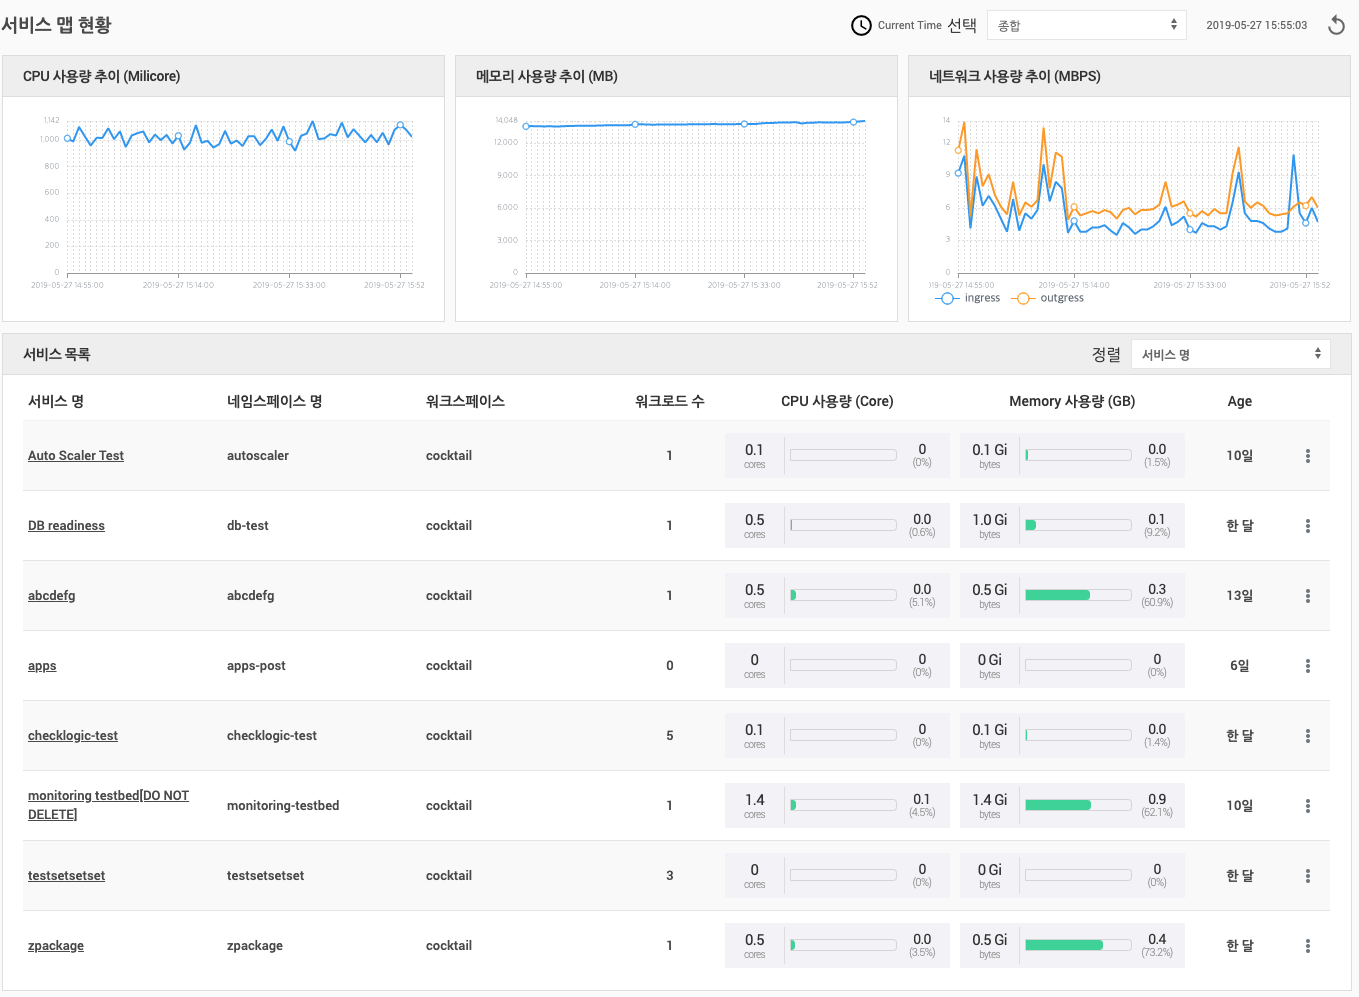 서비스 맵 현황
Current Time 선택 종합 2019-05-27 15:55:03
CPU 사용량 추이 (Milicore)
1,142
1,000
800
600
400
200
0
2019-05-27 14:55:00 2019-05-27 15:14:00 2019-05-27 15:33:00 2019-05-27 15:52
메모리 사용량 추이 (MB)
14,048
12,000
9,000
6,000
3,000
0
2019-05-27 14:55:00 2019-05-27 15:14:00 2019-05-27 15:33:00 2019-05-27 15:52
네트워크 사용량 추이 (MBPS)
14
12
9
6
3
0
2019-05-27 14:55:00 2019-05-27 15:14:00 2019-05-27 15:33:00 2019-05-27 15:52
ingress outgress
서비스 목록 정렬 서비스 명
서비스 명 네임스페이스 명 워크스페이스 워크로드 수 CPU 사용량 (Core) Memory 사용량 (GB) Age
Auto Scaler Test autoscaler cocktail 1 0.1 cores 0 (0%) 0.1 Gi bytes 0.0 (1.5%) 10일
DB readiness db-test cocktail 1 0.5 cores 0.0 (0.6%) 1.0 Gi bytes 0.1 (9.2%) 한 달
abcdefg abcdefg cocktail 1 0.5 cores 0.0 (5.1%) 0.5 Gi bytes 0.3 (60.9%) 13일
apps apps-post cocktail 0 0 cores 0 (0%) 0 Gi bytes 0 (0%) 6일
checklogic-test checklogic-test cocktail 5 0.1 cores 0 (0%) 0.1 Gi bytes 0.0 (1.4%) 한 달
monitoring testbed[DO NOT
DELETE] monitoring-testbed cocktail 1 1.4 cores 0.1 (4.5%) 1.4 Gi bytes 0.9 (62.1%) 10일
testsetsetset testsetsetset cocktail 3 0 cores 0 (0%) 0 Gi bytes 0 (0%) 한 달
zpackage zpackage cocktail 1 0.5 cores 0.0 (3.5%) 0.5 Gi bytes 0.4 (73.2%) 한 달